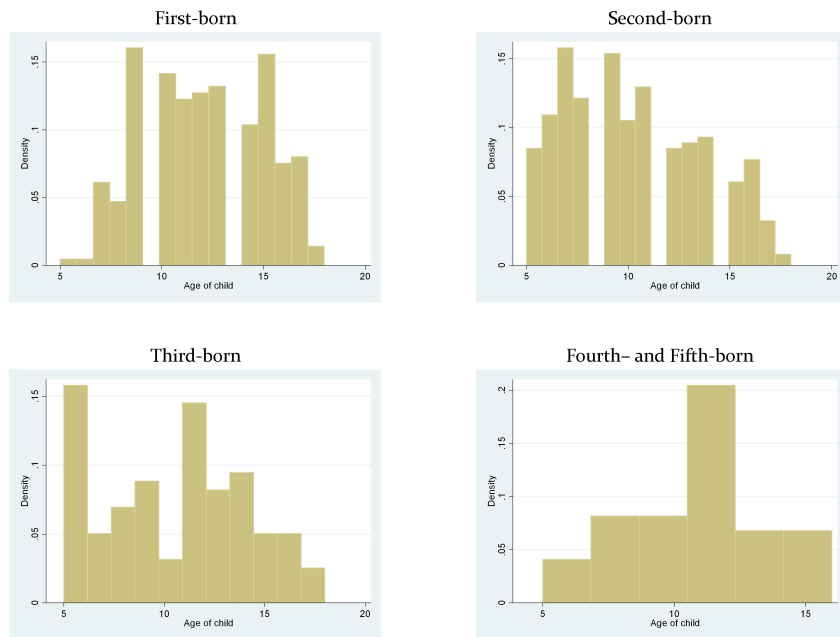 First-born
Second-born
Density
0 .05 .1 .15
5 10 15 20
Age of child
Density
0 .05 .1 .15
5 10 15 20
Age of child
Third-born
Fourth– and Fifth-born
Density
0 .05 .1 .15
5 10 15 20
Age of child
Density
0 .05 .1 .15 .2
5 10 15
Age of child